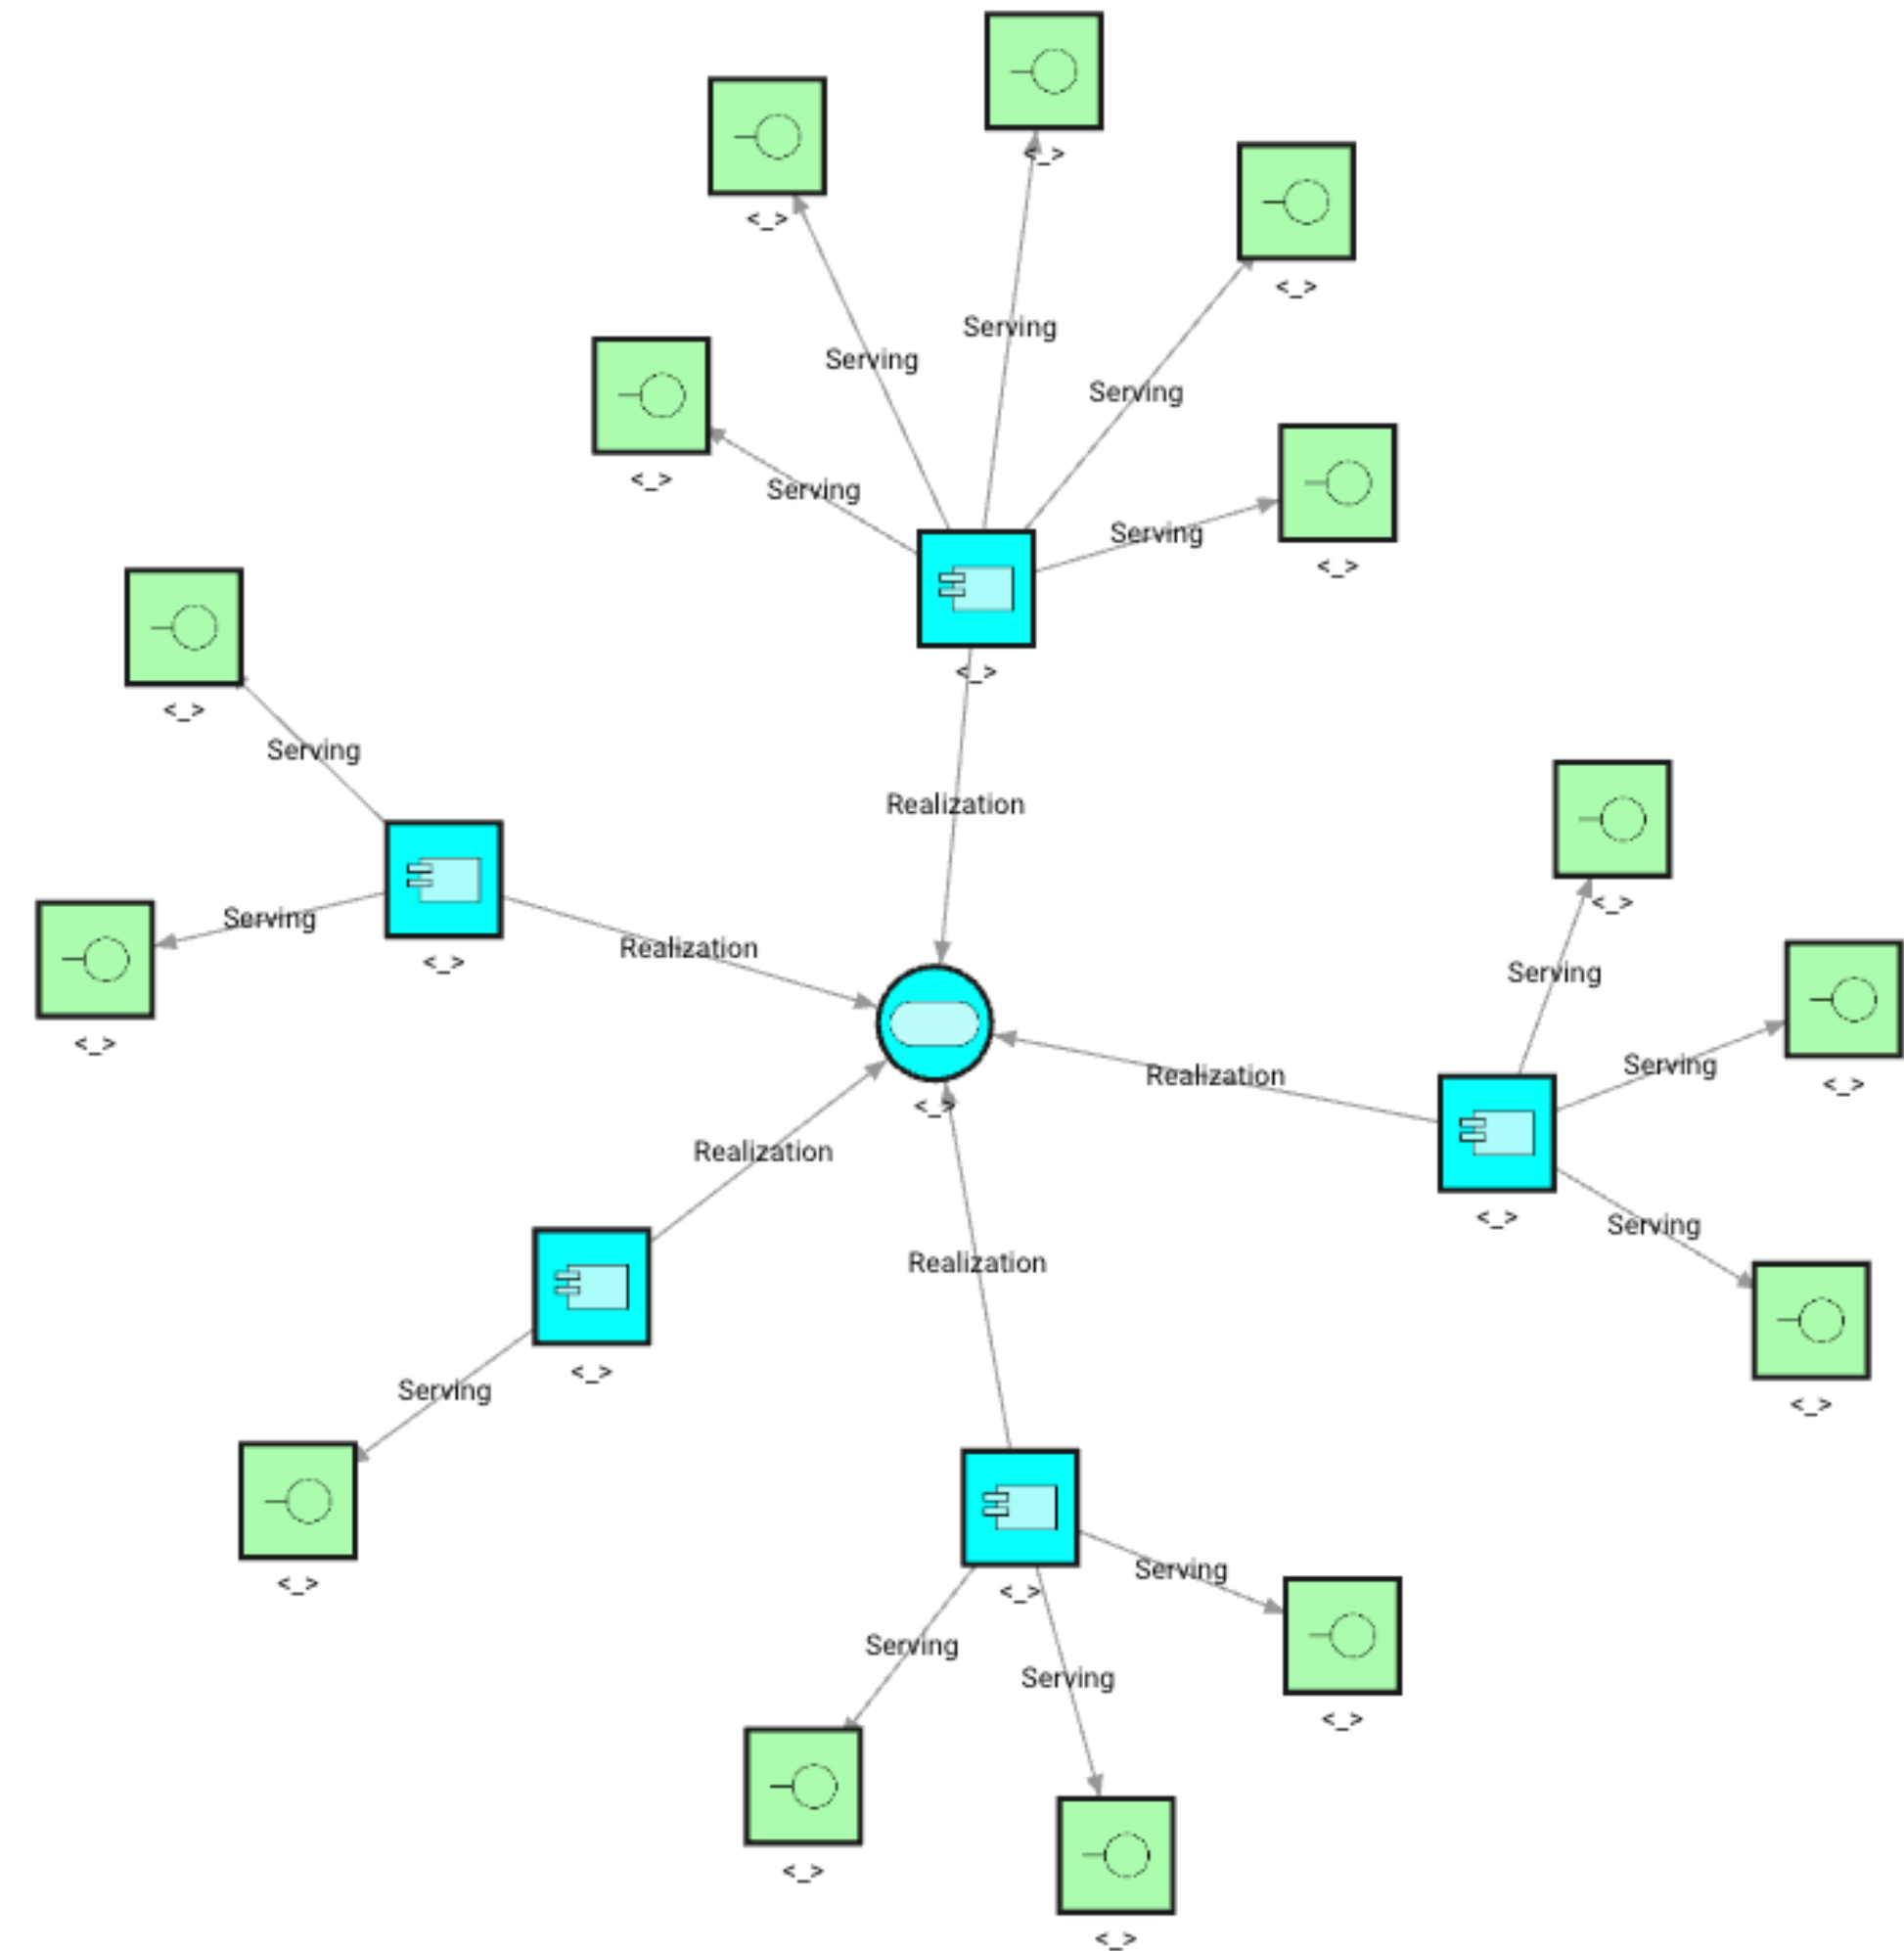 <_>
<_>
<_>
Serving
Serving
Serving
<_>
Serving
Serving
<_>
<_>
<_>
Serving
Realization
<_>
Serving
Realization
<_>
Serving
<_>
Serving
Realization
<_>
<_>
Realization
<_>
Serving
Realization
<_>
Serving
<_>
Serving
<_>
<_>
Serving
Serving
<_>
<_>
<_>